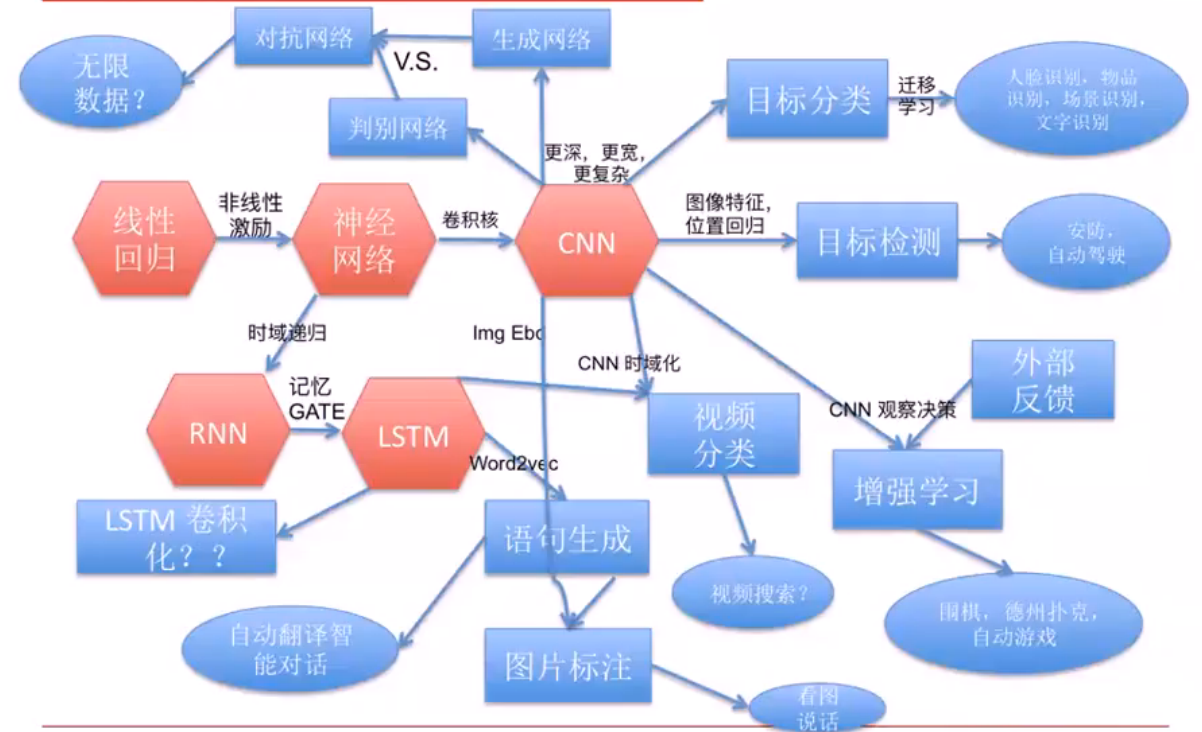 对抗网络
生成网络
无限
数据？
V.S.
判别网络
目标分类
迁移
学习
人脸识别，物品
识别，场景识别，
文字识别
更深，更宽，
更复杂
线性
回归
非线性
激励
神经
网络
卷积核
CNN
图像特征，
位置回归
目标检测
安防，
自动驾驶
时域递归
Img Ebd
CNN 时域化
外部
反馈
RNN
记忆
GATE
LSTM
视频
分类
CNN 观察决策
Word2vec
增强学习
LSTM 卷积
化？？
语句生成
视频搜索？
围棋，德州扑克，
自动游戏
自动翻译智
能对话
图片标注
看图
说话